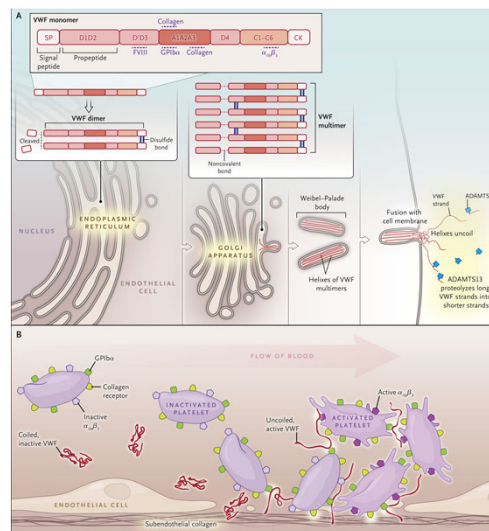 A
VWF monomer
Collagen
SP
D1D2
D'D3
A1A2A3
D4
C1–C6
CK
Signal
peptide
Propeptide
FVIII
GPIbα
Collagen
αIIbβ3
VWF dimer
Cleaved
Disulfide
bond
VWF
multimer
Noncovalent
bond
NUCLEUS
ENDOPLASMIC
RETICULUM
ENDOTHELIAL
CELL
GOLGI
APPARATUS
Weibel–Palade
body
Helixes of VWF
multimers
Fusion with
cell membrane
VWF
strand
ADAMTS
Helixes uncoil
ADAMTS13
proteolyzes long
VWF strands into
shorter strands
B
FLOW OF BLOOD
GPIbα
Collagen
receptor
Inactive
αIIbβ3
Coiled,
inactive VWF
INACTIVATED
PLATELET
Uncoiled,
active VWF
ACTIVATED
PLATELET
Active αIIbβ3
ENDOTHELIAL CELL
Subendothelial collagen